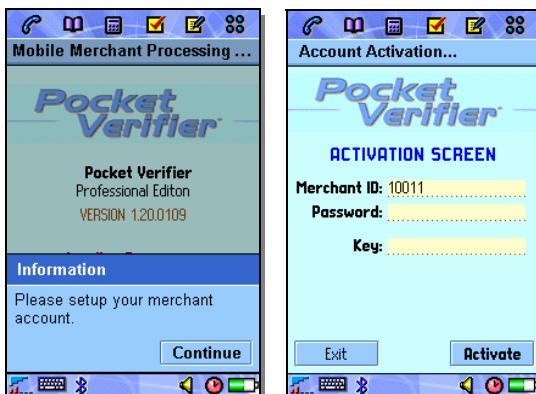 Mobile Merchant Processing ...
Pocket
Verifier
Pocket Verifier
Professional Editon
VERSION 1.20.0109
Information
Please setup your merchant
account.
Continue
Account Activation...
Pocket
Verifier
ACTIVATION SCREEN
Merchant ID: 10011
Password:
Key:
Exit
Activate